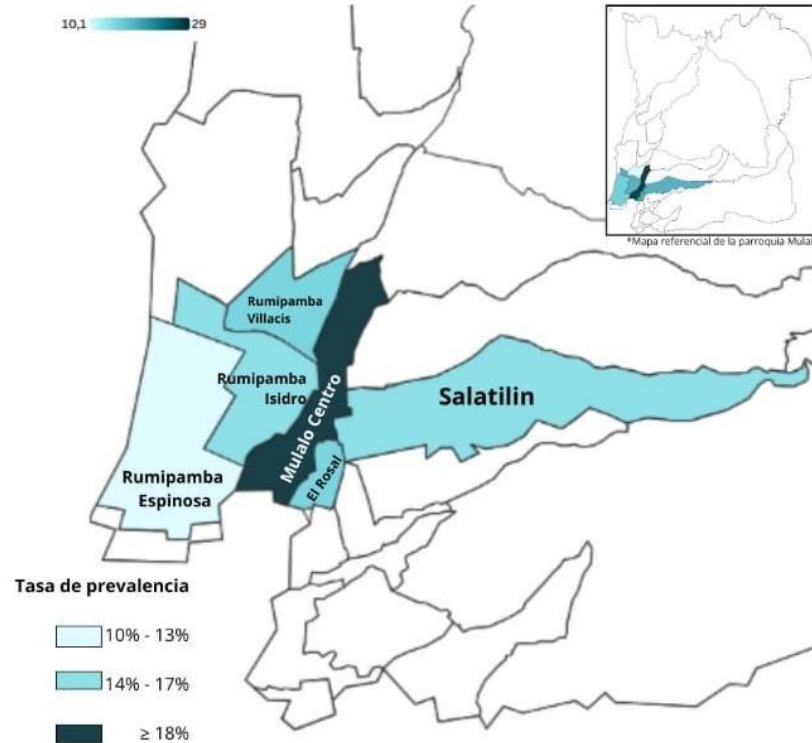 10,1 29
*Mapa referencial de la parroquia Mulal
Rumipamba
Villacis
Rumipamba
Isidro
Mulalo Centro
Salatilin
El Rosal
Rumipamba
Espinosa
Tasa de prevalencia
10% - 13%
14% - 17%
≥ 18%